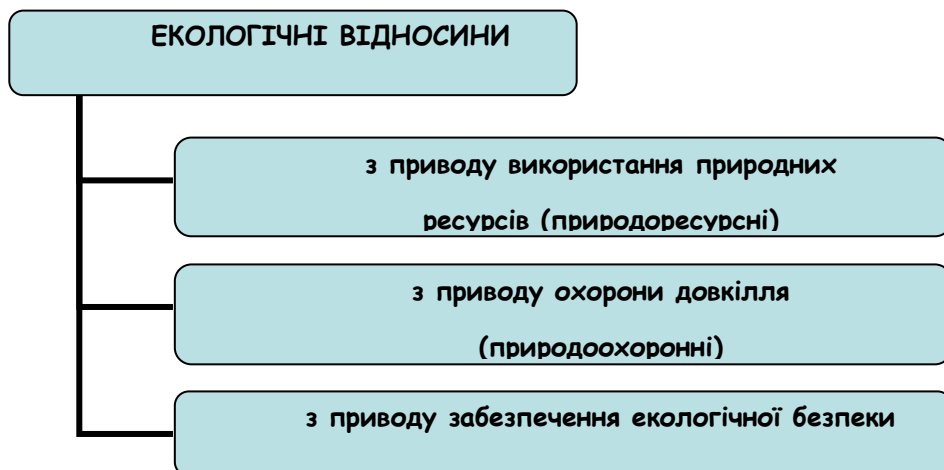 ЕКОЛОГІЧНІ ВІДНОСИНИ
з приводу використання природних
ресурсів (природоресурсні)
з приводу охорони довкілля
(природоохоронні)
з приводу забезпечення екологічної безпеки